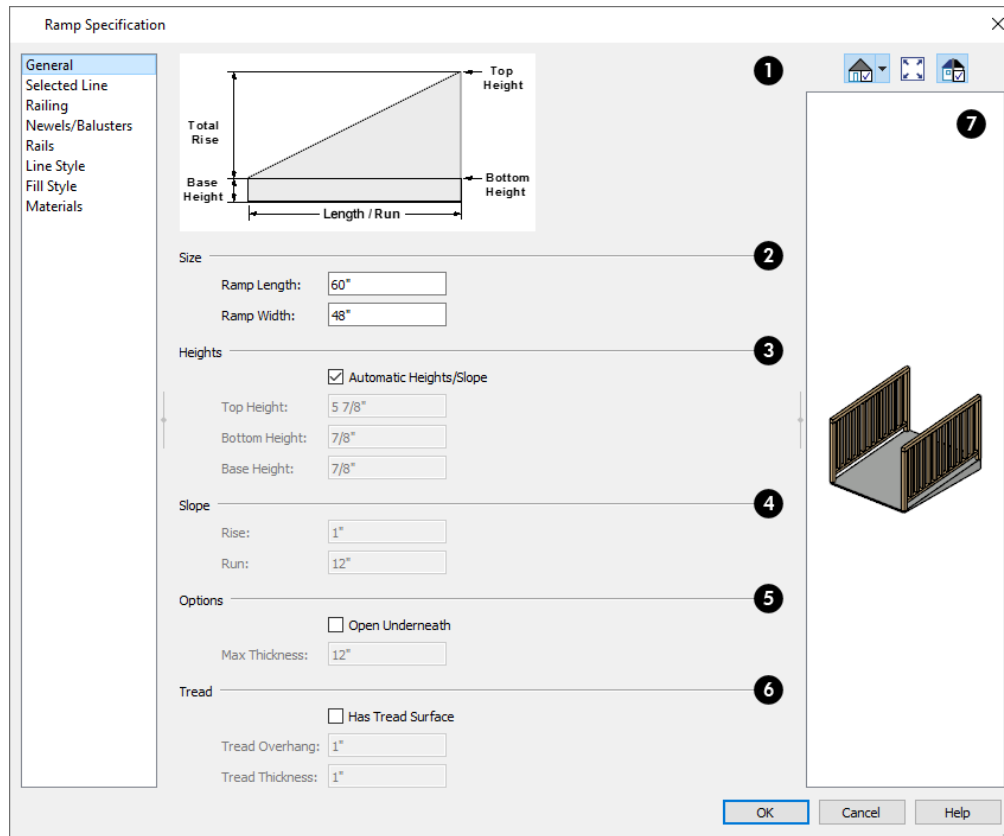 Ramp Specification
General
Selected Line
Railing
Newels/Balusters
Rails
Line Style
Fill Style
Materials
Top Height
Total Rise
Base Height
Bottom Height
Length / Run
1
7
Size
2
Ramp Length: 60"
Ramp Width: 48"
Heights
3
Automatic Heights/Slope
Top Height: 5 7/8"
Bottom Height: 7/8"
Base Height: 7/8"
Slope
4
Rise: 1"
Run: 12"
Options
5
Open Underneath
Max Thickness: 12"
Tread
6
Has Tread Surface
Tread Overhang: 1"
Tread Thickness: 1"
OK
Cancel
Help